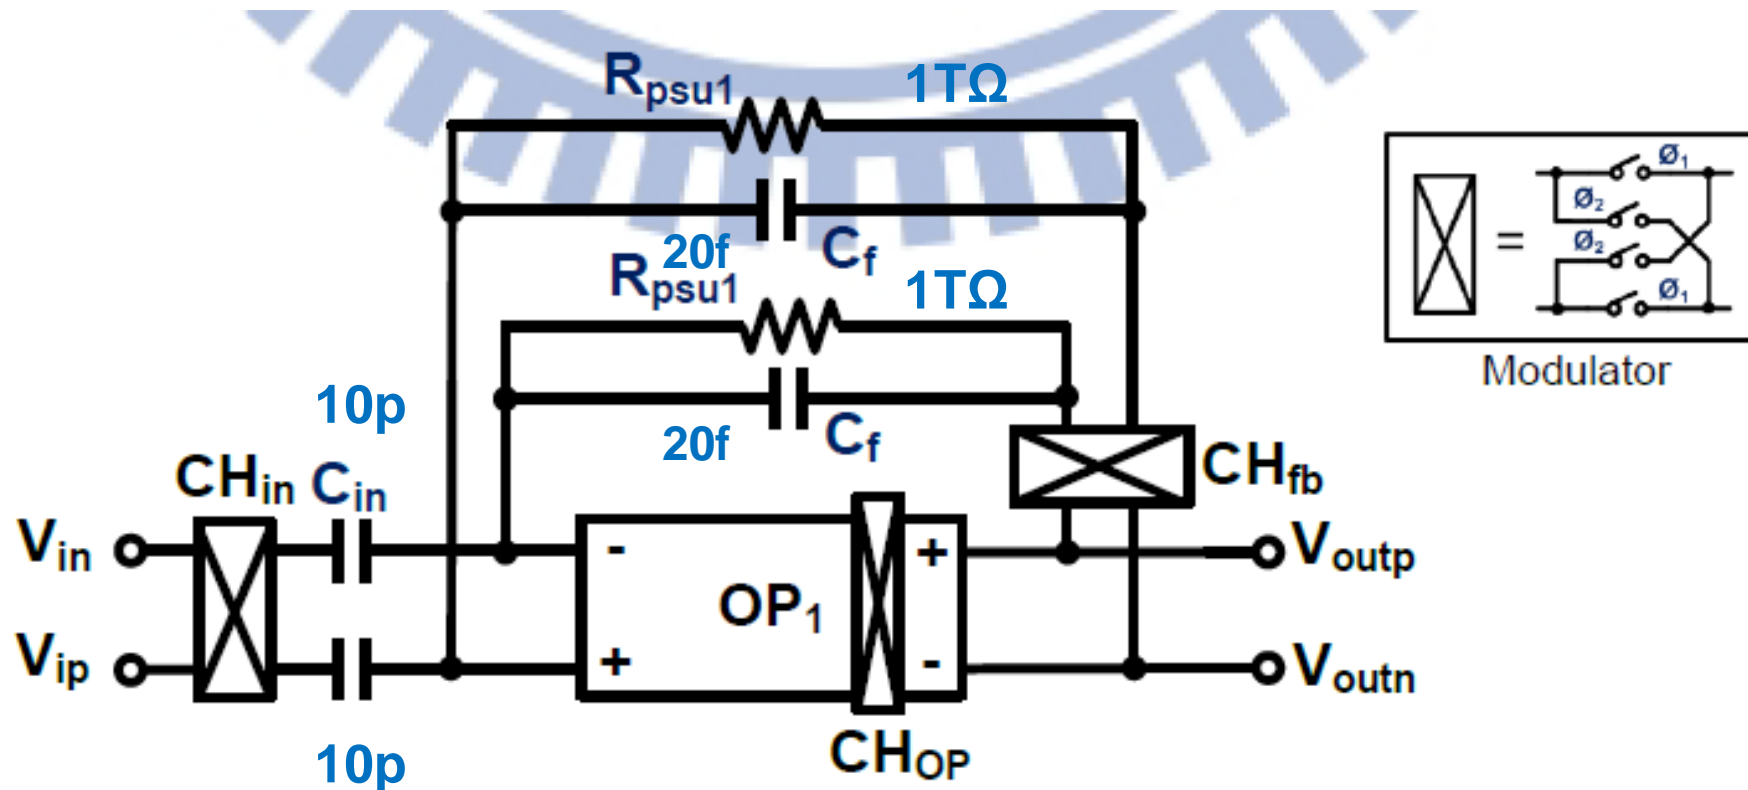 Rpsu1 1TΩ
20f Cf
Rpsu1 1TΩ
10p
20f Cf
CHin Cin
CHfb
Vin - + Voutp
OP1
Vip + - Voutn
CHOP
10p
Ø1
Ø2
=
Ø2
Ø1
Modulator